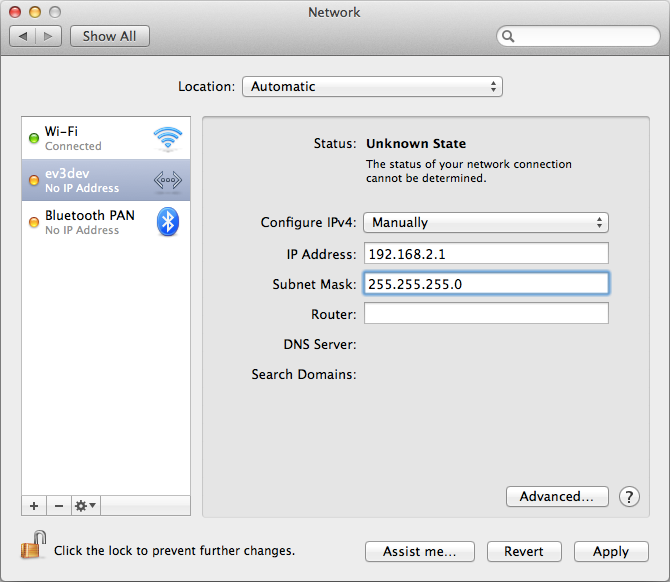 Network
Show All
Location: Automatic
Wi-Fi
Connected
ev3dev
No IP Address
Bluetooth PAN
No IP Address
Status: Unknown State
The status of your network connection
cannot be determined.
Configure IPv4: Manually
IP Address: 192.168.2.1
Subnet Mask: 255.255.255.0
Router:
DNS Server:
Search Domains:
Advanced... ?
Click the lock to prevent further changes.
Assist me... Revert Apply